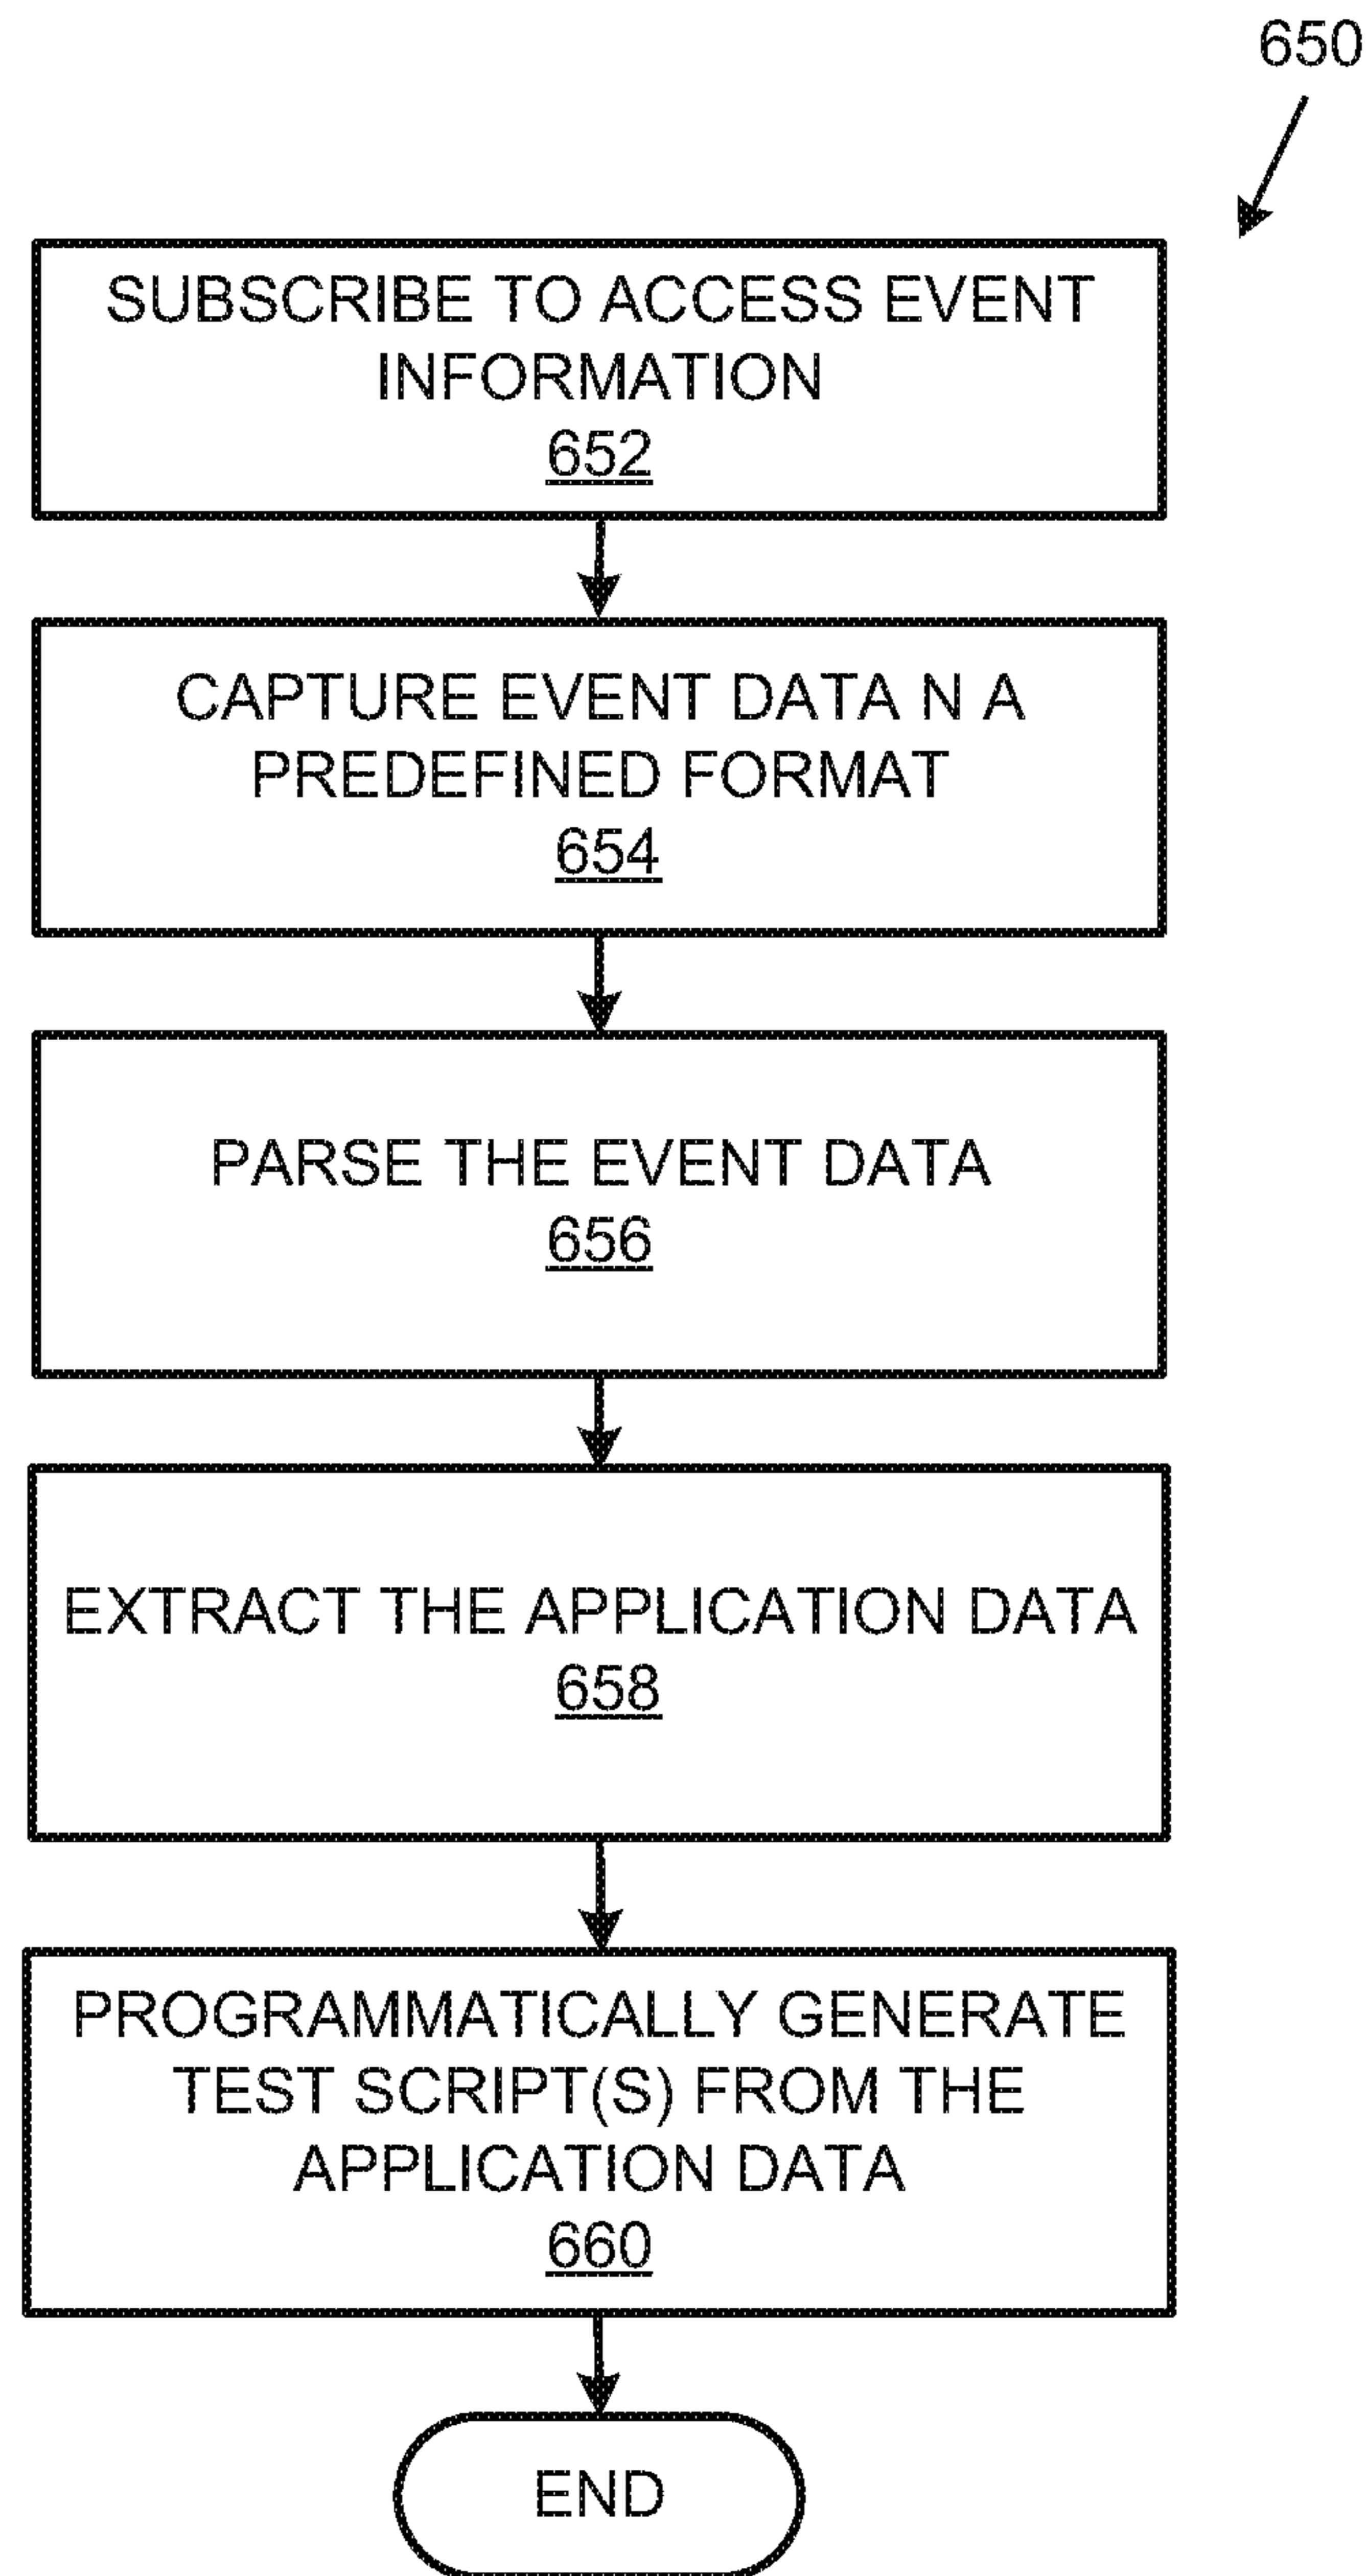 650
SUBSCRIBE TO ACCESS EVENT
INFORMATION
652
CAPTURE EVENT DATA N A
PREDEFINED FORMAT
654
PARSE THE EVENT DATA
656
EXTRACT THE APPLICATION DATA
658
PROGRAMMATICALLY GENERATE
TEST SCRIPT(S) FROM THE
APPLICATION DATA
660
END